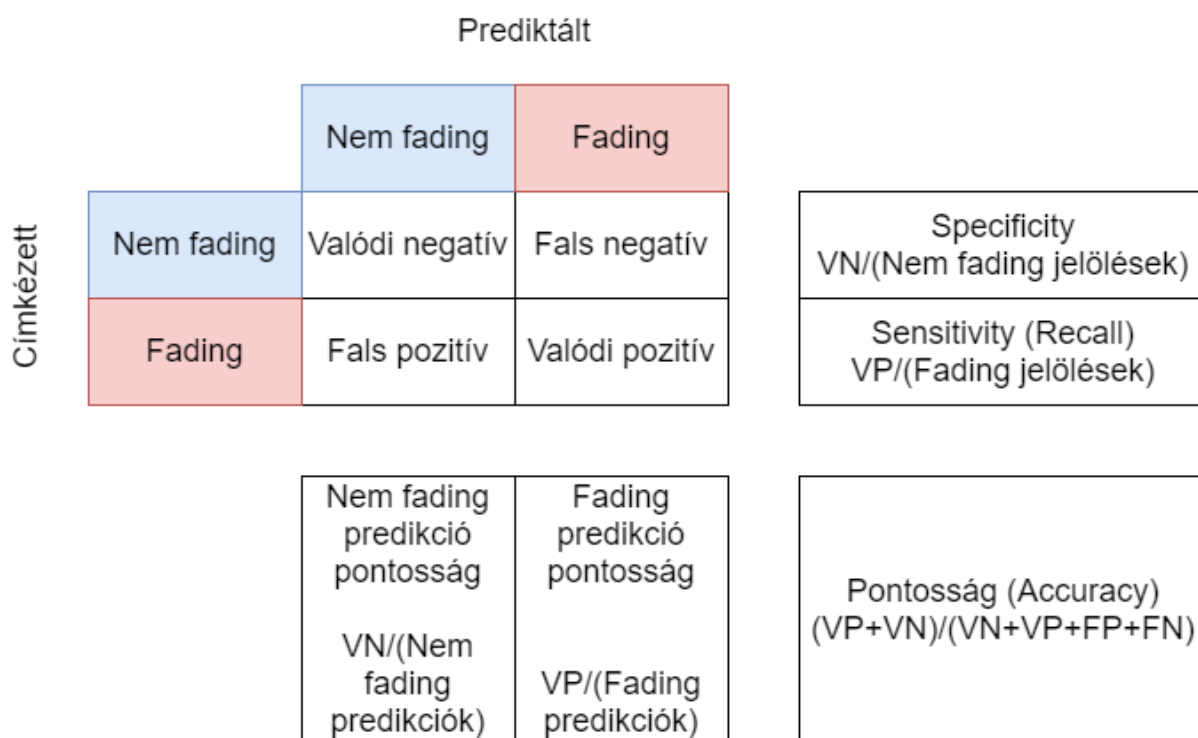 Prediktált
Nem fading
Fading
Címkézett
Nem fading
Valódi negatív
Fals negatív
Specificity
VN/(Nem fading jelölések)
Fading
Fals pozitív
Valódi pozitív
Sensitivity (Recall)
VP/(Fading jelölések)
Nem fading
predikció
pontosság
VN/(Nem
fading
predikciók)
Fading
predikció
pontosság
VP/(Fading
predikciók)
Pontosság (Accuracy)
(VP+VN)/(VN+VP+FP+FN)